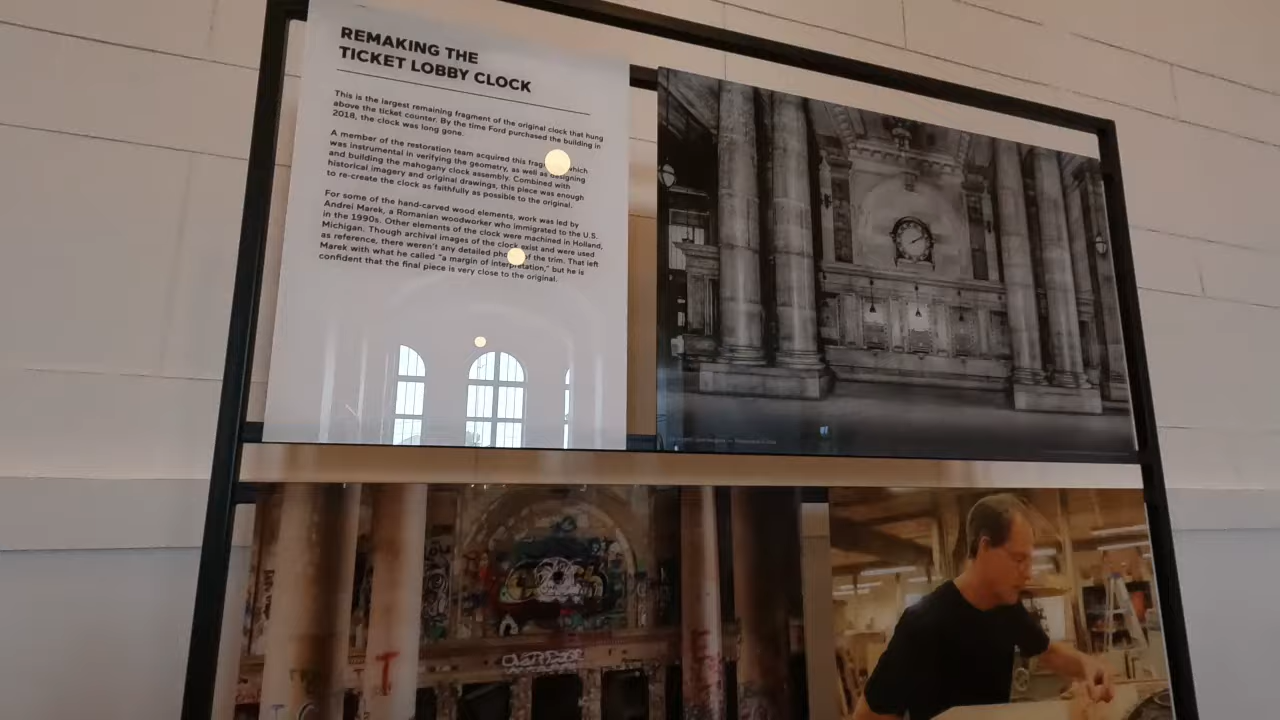 REMAKING THE
TICKET LOBBY CLOCK
This is the largest remaining fragment of the original clock that hung
above the ticket counter. By the time Ford purchased the building in
2018, the clock was long gone.
A member of the restoration team acquired this which
was instrumental in verifying the geometry, as well as designing
and building the mahogany clock assembly. Combined with
historical imagery and original drawings, this piece was enough
to re-create the clock as faithfully as possible to the original.
For some of the hand-carved wood elements, work was led by
Andrei Marek, a Romanian woodworker who immigrated to the U.S.
in the 1990s. Other elements of the clock were machined in Holland,
Michigan. Though archival images of the clock exist and were used
as reference, there weren't any detailed of the trim. That left
Marek with what he called "a margin of interpretation," but he is
confident that the final piece is very close to the original.